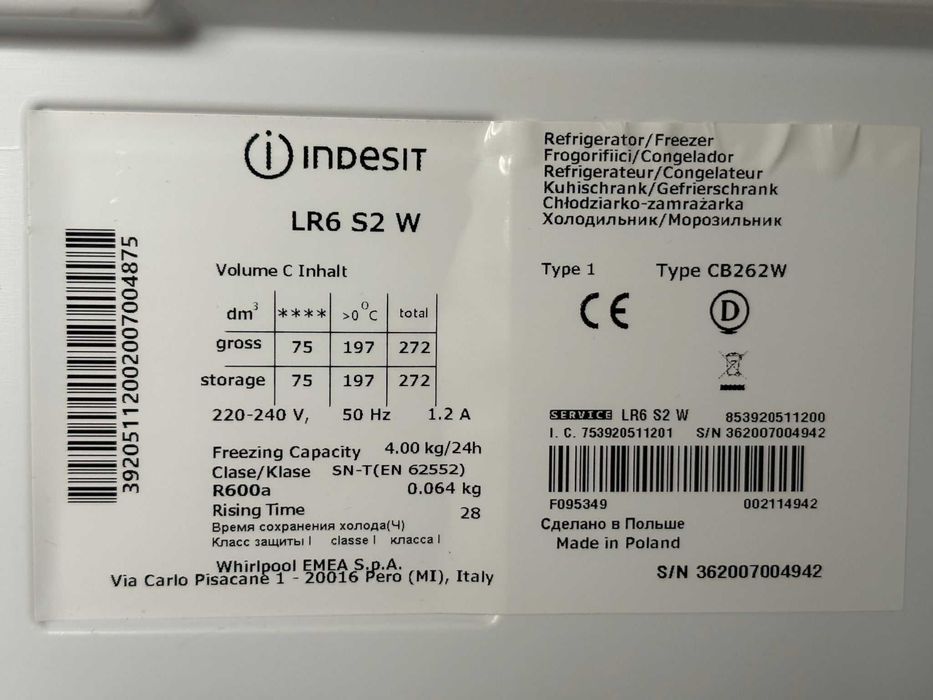 INDESIT
LR6 S2 W
Volume C Inhalt
dm³ **** >0°C total
gross 75 197 272
storage 75 197 272
220-240 V, 50 Hz 1.2 A
Freezing Capacity 4.00 kg/24h
Clase/Klase SN-T(EN 62552)
R600a 0.064 kg
Rising Time 28
Время сохранения холода(Ч)
Класс защиты I classe I класса I
Whirlpool EMEA S.p.A.
Via Carlo Pisacane 1 - 20016 Pero (MI), Italy
39205112002007004875
Refrigerator/Freezer
Frogorifiici/Congelador
Refrigerateur/Congelateur
Kuhischrank/Gefrierschrank
Chłodziarko-zamrażarka
Холодильник/Морозильник
Type 1 Type CB262W
CE D
SERVICE LR6 S2 W 853920511200
I. C. 753920511201 S/N 362007004942
F095349 002114942
Сделано в Польше
Made in Poland
S/N 362007004942